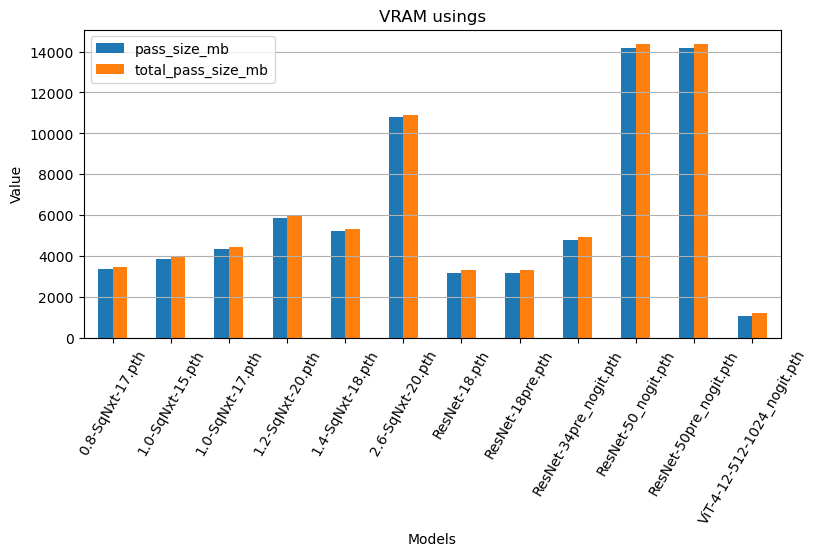 VRAM usings
pass_size_mb
total_pass_size_mb
Value
14000
12000
10000
8000
6000
4000
2000
0
0.8-SqNxt-17.pth
1.0-SqNxt-15.pth
1.0-SqNxt-17.pth
1.2-SqNxt-20.pth
1.4-SqNxt-18.pth
2.6-SqNxt-20.pth
ResNet-18.pth
ResNet-18pre.pth
ResNet-34pre_nogit.pth
ResNet-50_nogit.pth
ResNet-50pre_nogit.pth
ViT-4-12-512-1024_nogit.pth
Models